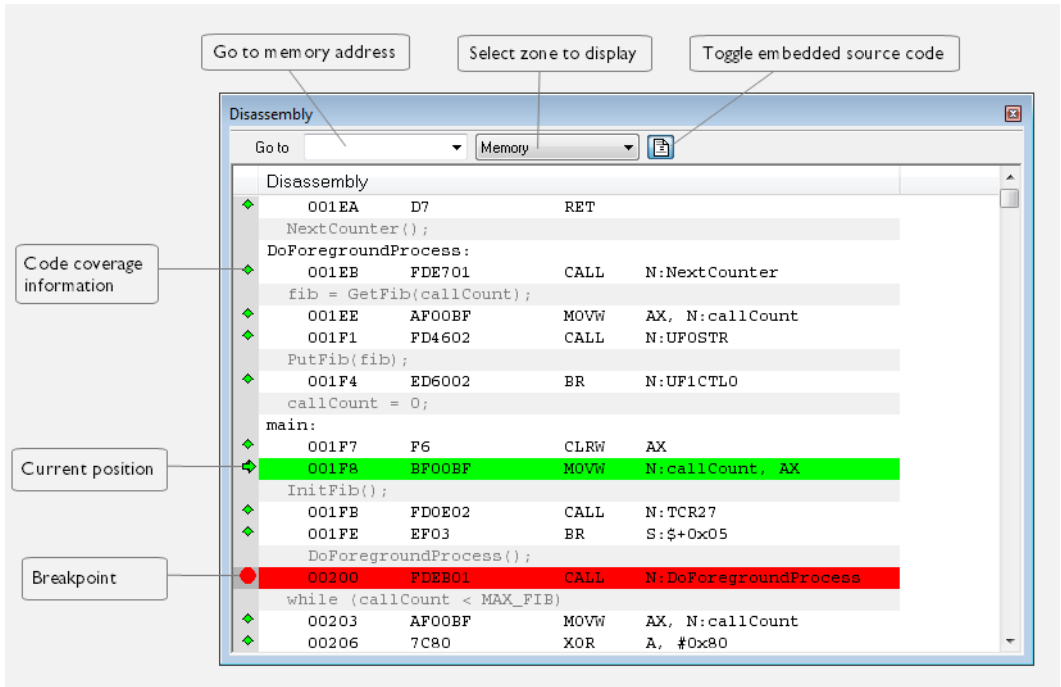 Go to memory address
Select zone to display
Toggle embedded source code
Disassembly
Go to
Memory
Disassembly
001EA D7 RET
NextCounter();
DoForegroundProcess:
Code coverage
information
001EB FDE701 CALL N:NextCounter
fib = GetFib(callCount);
001EE AF00BF MOVW AX, N:callCount
001F1 FD4602 CALL N:UF0STR
PutFib(fib);
001F4 ED6002 BR N:UF1CTL0
callCount = 0;
main:
001F7 F6 CLRW AX
Current position
001F8 BF00BF MOVW N:callCount, AX
InitFib();
001FB FD0E02 CALL N:TCR27
001FE EF03 BR S:$+0x05
DoForegroundProcess();
Breakpoint
00200 FDEB01 CALL N:DoForegroundProcess
while (callCount < MAX_FIB)
00203 AF00BF MOVW AX, N:callCount
00206 7C80 XOR A, #0x80